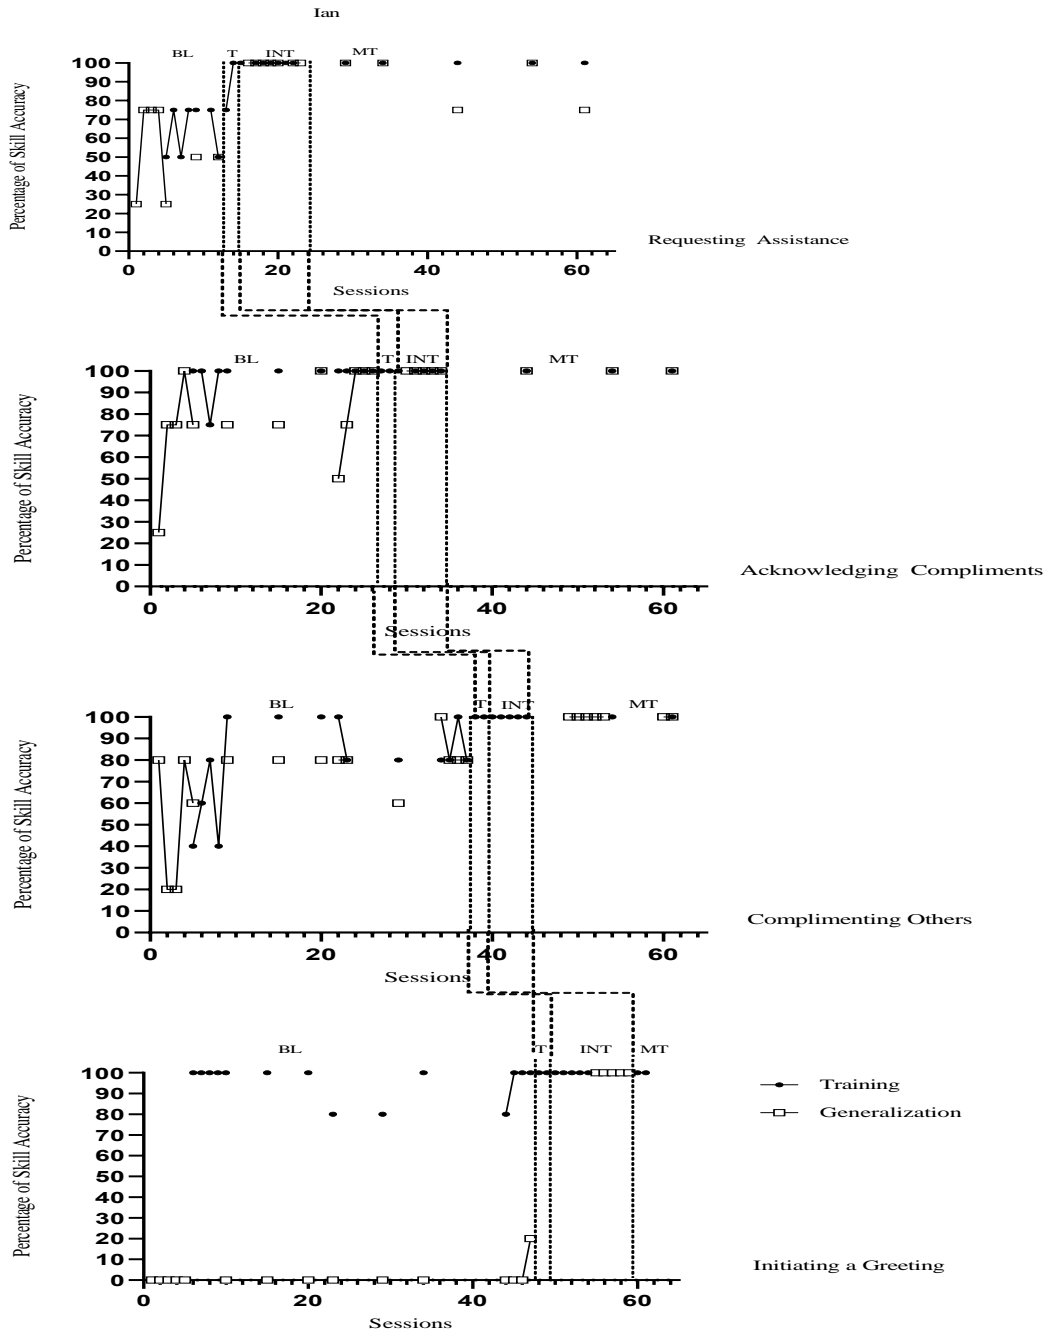 Ian
BL T INT MT
Percentage of Skill Accuracy
100
90
80
70
60
50
40
30
20
10
0
0 20 40 60
Sessions
Requesting Assistance
BL T INT MT
Percentage of Skill Accuracy
100
90
80
70
60
50
40
30
20
10
0
0 20 40 60
Sessions
Acknowledging Compliments
BL T INT MT
Percentage of Skill Accuracy
100
90
80
70
60
50
40
30
20
10
0
0 20 40 60
Sessions
Complimenting Others
BL T INT MT
Percentage of Skill Accuracy
100
90
80
70
60
50
40
30
20
10
0
0 20 40 60
Sessions
Training
Generalization
Initiating a Greeting